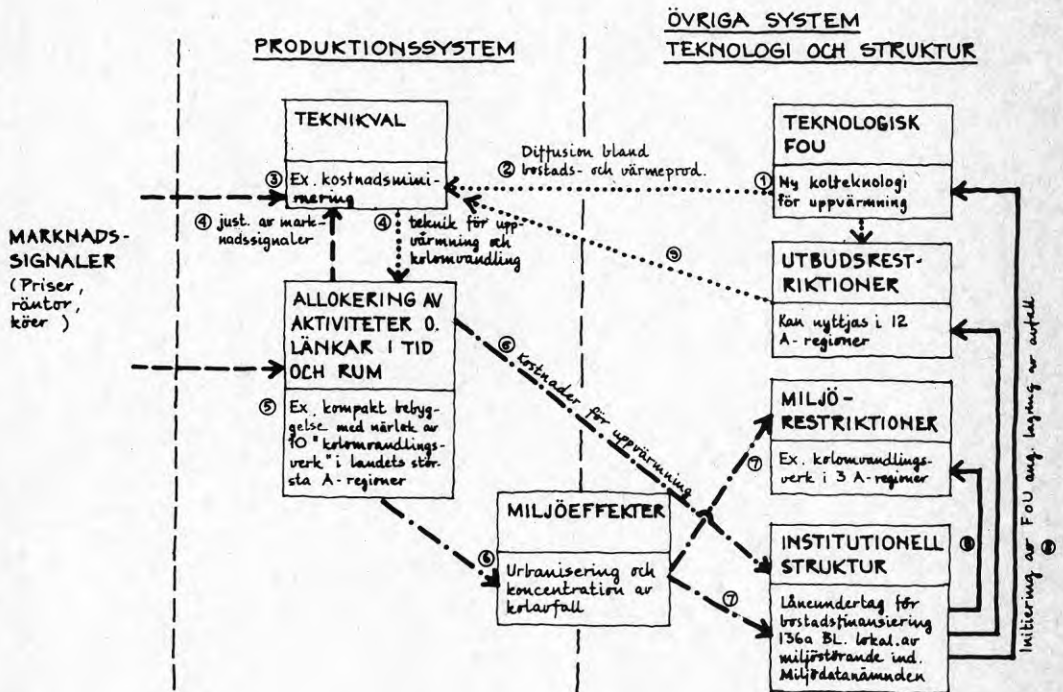 PRODUKTIONSSYSTEM
ÖVRIGA SYSTEM
TEKNOLOGI OCH STRUKTUR
MARKNADS-
SIGNALER
(Priser,
räntor,
köer)
TEKNIKVAL
③ Ex. kostnadsmini-
mering
④ just. av mark-
nadssignaler
④ teknik för upp-
värmning och
kolomvandling
ALLOKERING AV
AKTIVITETER O.
LÄNKAR I TID
OCH RUM
⑤ Ex. kompakt bebyg-
gelse med närlek av
10 "kolomvandlings-
verk" i landets stör-
sta A-regioner
② Diffusion bland
bostads- och värmeprod.
⑨
⑥ Kostnader för uppvärmning
MILJÖEFFEKTER
⑥ Urbanisering och
koncentration av
kolavfall
⑦
⑦
TEKNOLOGISK
FOU
① Ny kolteknologi
för uppvärmning
UTBUDSREST-
RIKTIONER
Kan nyttjas i 12
A-regioner
MILJÖ-
RESTRIKTIONER
Ex. kolomvandlings-
verk i 3 A-regioner
INSTITUTIONELL
STRUKTUR
Låneundertag för
bostadsfinansiering
136a BL. lokal. av
miljöstörande ind.
Miljödatanämnden
⑧
Initiering av FOU ang. lagring av avfall
⑧